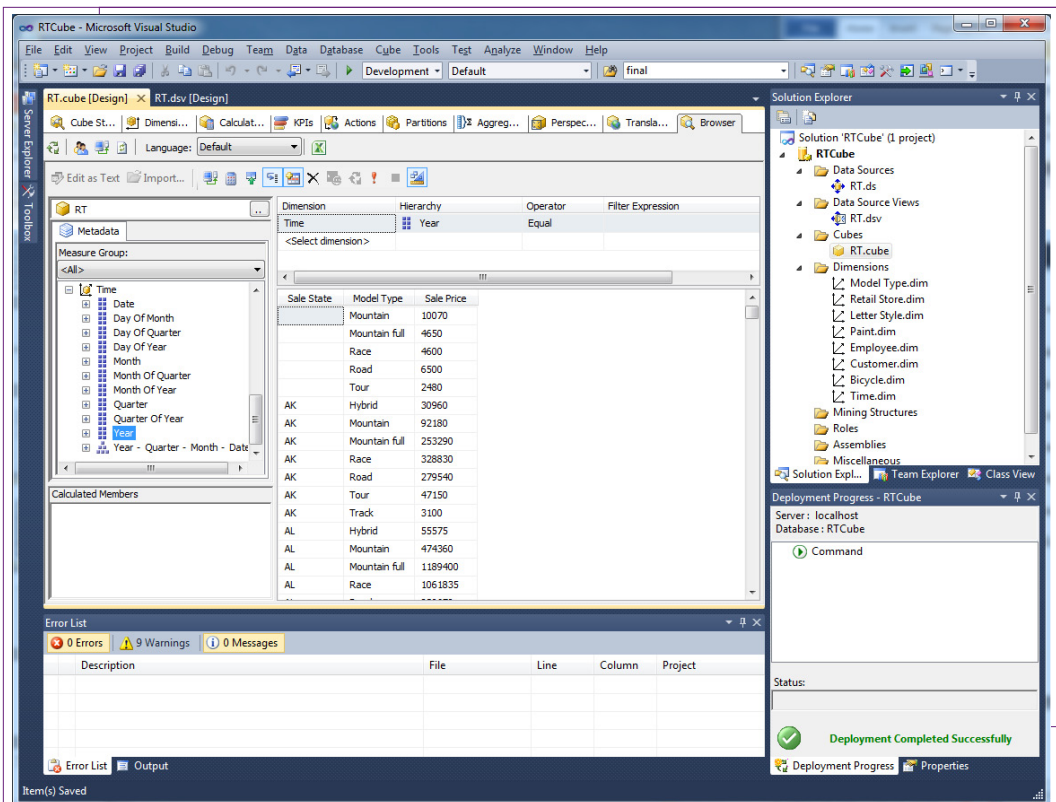 RTCube - Microsoft Visual Studio
File Edit View Project Build Debug Team Data Database Cube Tools Test Analyze Window Help
Development Default final
Server Explorer
Toolbox
RT.cube [Design] RT.dsv [Design]
Cube St... Dimensi... Calculat... KPIs Actions Partitions Aggreg... Perspec... Transla... Browser
Language: Default
Edit as Text Import...
RT ..
Metadata
Measure Group:
<All>
Time
Date
Day Of Month
Day Of Quarter
Day Of Year
Month
Month Of Quarter
Month Of Year
Quarter
Quarter Of Year
Year
Year - Quarter - Month - Date
Calculated Members
Dimension Hierarchy Operator Filter Expression
Time Year Equal
<Select dimension>
Sale State Model Type Sale Price
Mountain 10070
Mountain full 4650
Race 4600
Road 6500
Tour 2480
AK Hybrid 30960
AK Mountain 92180
AK Mountain full 253290
AK Race 328830
AK Road 279540
AK Tour 47150
AK Track 3100
AL Hybrid 55575
AL Mountain 474360
AL Mountain full 1189400
AL Race 1061835
Error List
0 Errors 9 Warnings 0 Messages
Description File Line Column Project
Error List Output
Solution Explorer
Solution 'RTCube' (1 project)
RTCube
Data Sources
RT.ds
Data Source Views
RT.dsv
Cubes
RT.cube
Dimensions
Model Type.dim
Retail Store.dim
Letter Style.dim
Paint.dim
Employee.dim
Customer.dim
Bicycle.dim
Time.dim
Mining Structures
Roles
Assemblies
Miscellaneous
Solution Expl... Team Explorer Class View
Deployment Progress - RTCube
Server: localhost
Database: RTCube
Command
Status:
Deployment Completed Successfully
Deployment Progress Properties
Item(s) Saved